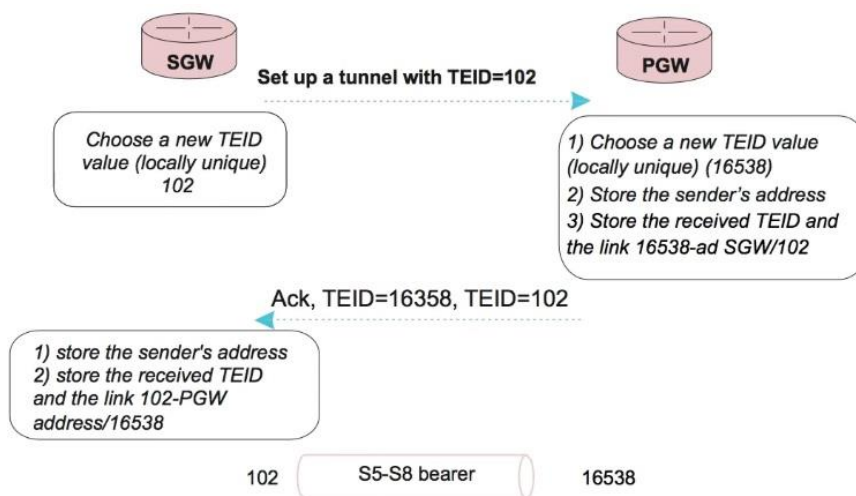 SGW
PGW
Set up a tunnel with TEID=102
Choose a new TEID
value (locally unique)
102
1) Choose a new TEID value
(locally unique) (16538)
2) Store the sender's address
3) Store the received TEID and
the link 16538-ad SGW/102
Ack, TEID=16358, TEID=102
1) store the sender's address
2) store the received TEID
and the link 102-PGW
address/16538
102
S5-S8 bearer
16538